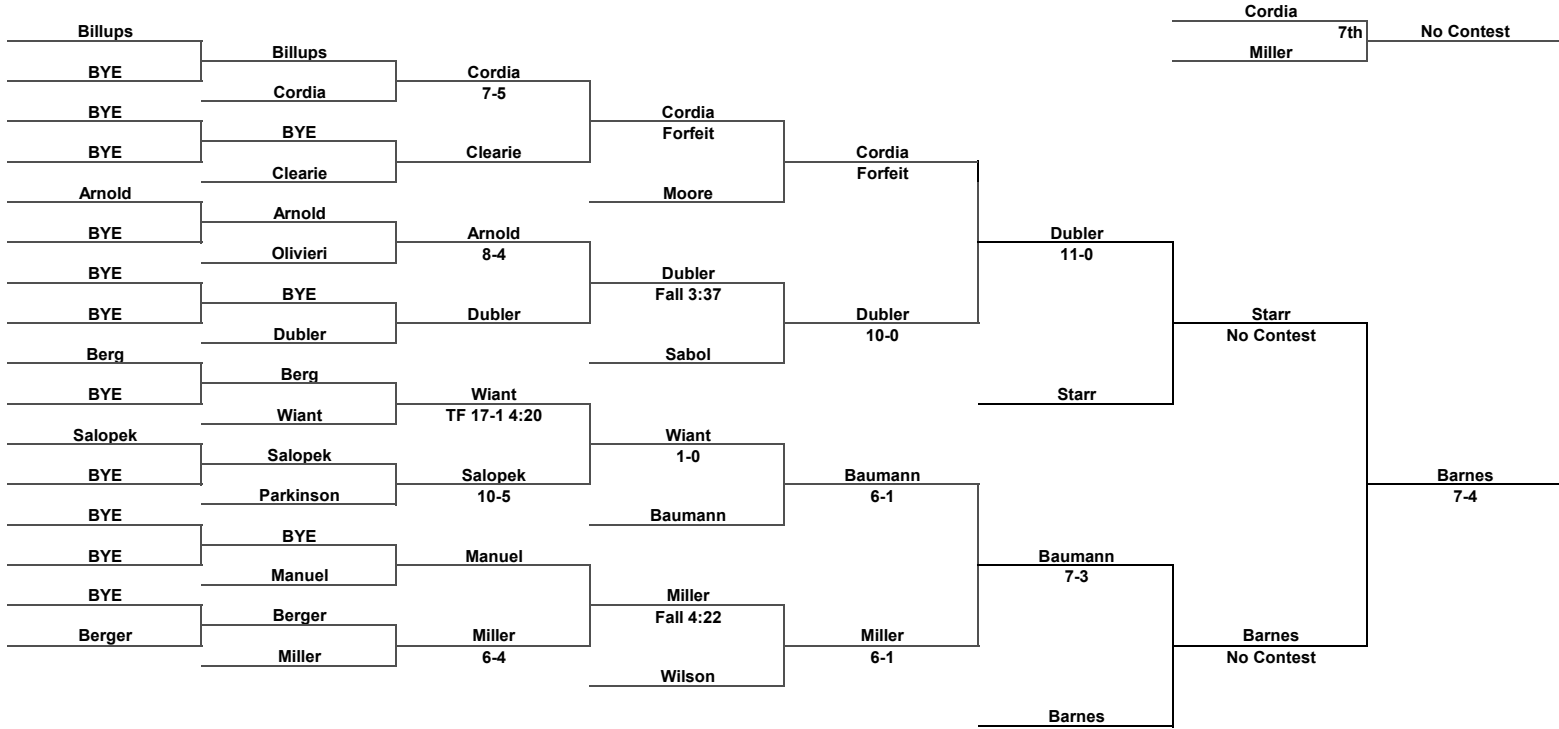 Billups
BYE
BYE
BYE
Arnold
BYE
BYE
BYE
Berg
BYE
Salopek
BYE
BYE
BYE
BYE
Berger
Billups
Cordia
BYE
Clearie
Arnold
Olivieri
BYE
Dubler
Berg
Wiant
Salopek
Parkinson
BYE
Manuel
Berger
Miller
Cordia
7-5
Clearie
Arnold
8-4
Dubler
Wiant
TF 17-1 4:20
Salopek
10-5
Manuel
Miller
6-4
Cordia
Forfeit
Moore
Dubler
Fall 3:37
Sabol
Wiant
1-0
Baumann
Miller
Fall 4:22
Wilson
Cordia
Forfeit
Dubler
10-0
Baumann
6-1
Miller
6-1
Dubler
11-0
Starr
Baumann
7-3
Barnes
Cordia
7th
Miller
Starr
No Contest
Barnes
No Contest
No Contest
Barnes
7-4